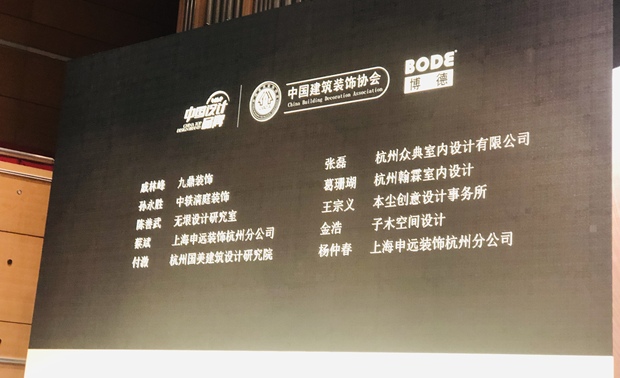 中国设计
中国建筑装饰协会
China Building Decoration Association
BODE
博德
戚林峰 九鼎装饰
孙永胜 中轶漓庭装饰
陈善武 无垠设计研究室
蔡斌 上海申远装饰杭州分公司
付激 杭州国美建筑设计研究院
张磊 杭州众典室内设计有限公司
葛珊瑚 杭州翰霖室内设计
王宗义 本尘创意设计事务所
金浩 子木空间设计
杨仲春 上海申远装饰杭州分公司